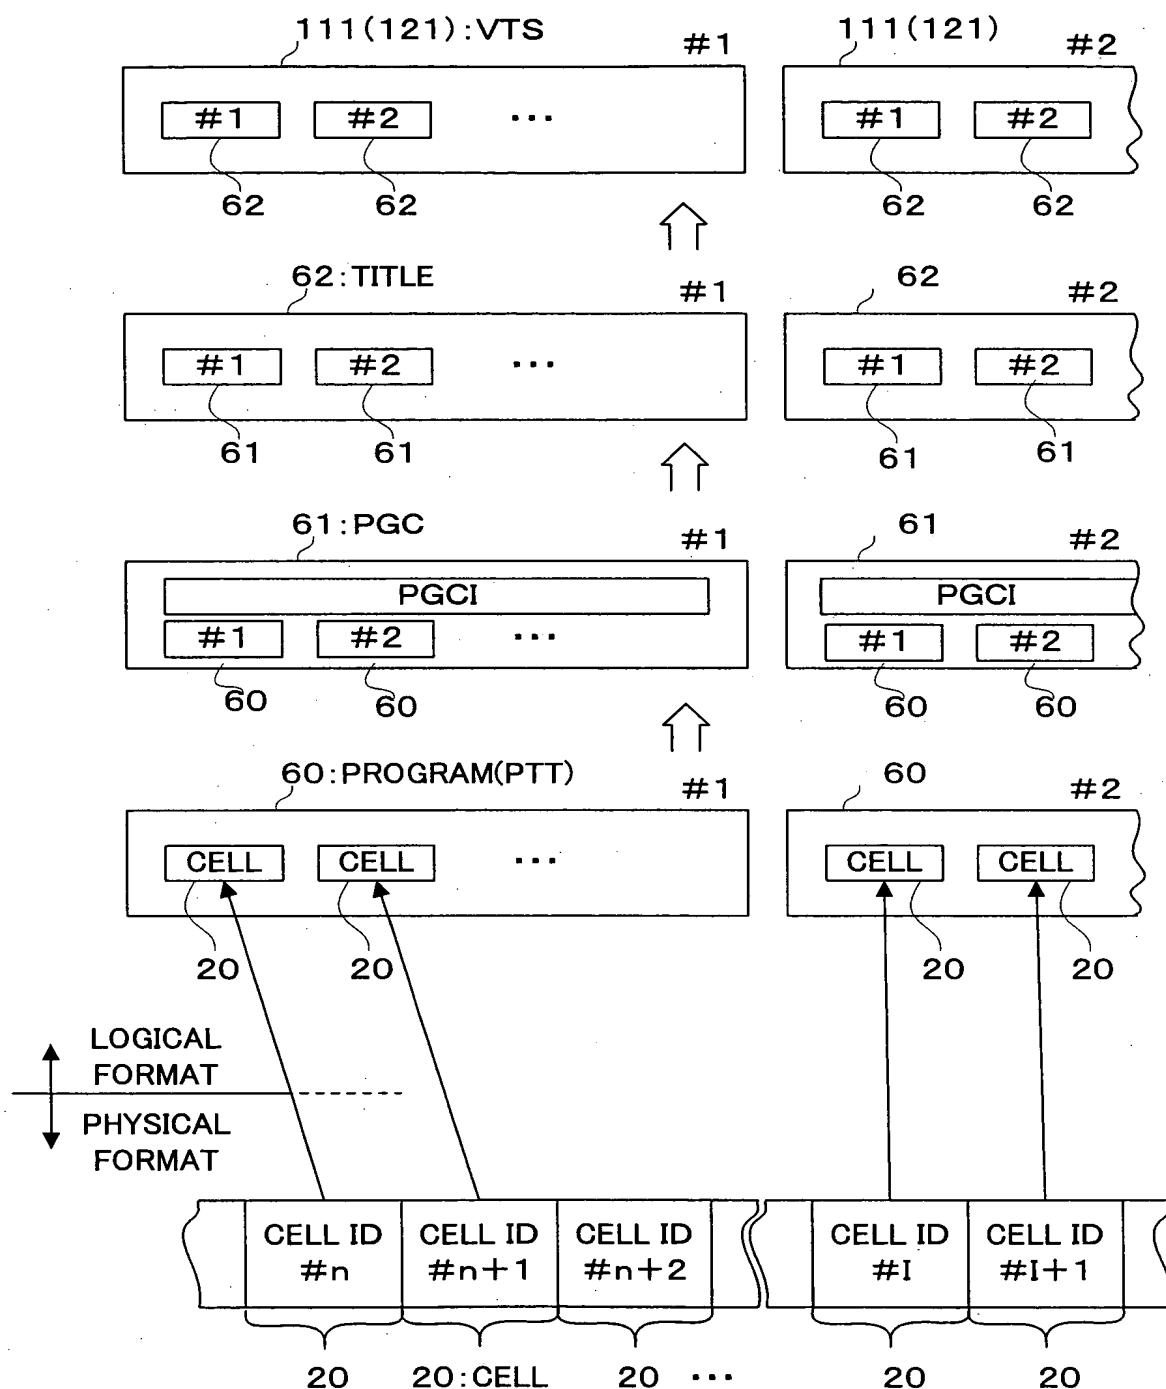 111(121):VTS
#1
111(121)
#2
#1 #2 ... #1 #2
62 62 62 62
62:TITLE
#1
62
#2
#1 #2 ... #1 #2
61 61 61 61
61:PGC
#1
61
#2
PGCI PGCI
#1 #2 ... #1 #2
60 60 60 60
60:PROGRAM(PTT)
#1
60
#2
CELL CELL ... CELL CELL
20 20 20 20
LOGICAL
FORMAT
PHYSICAL
FORMAT
CELL ID CELL ID CELL ID CELL ID CELL ID
#n #n+1 #n+2 #I #I+1
20 20:CELL 20 ... 20 20